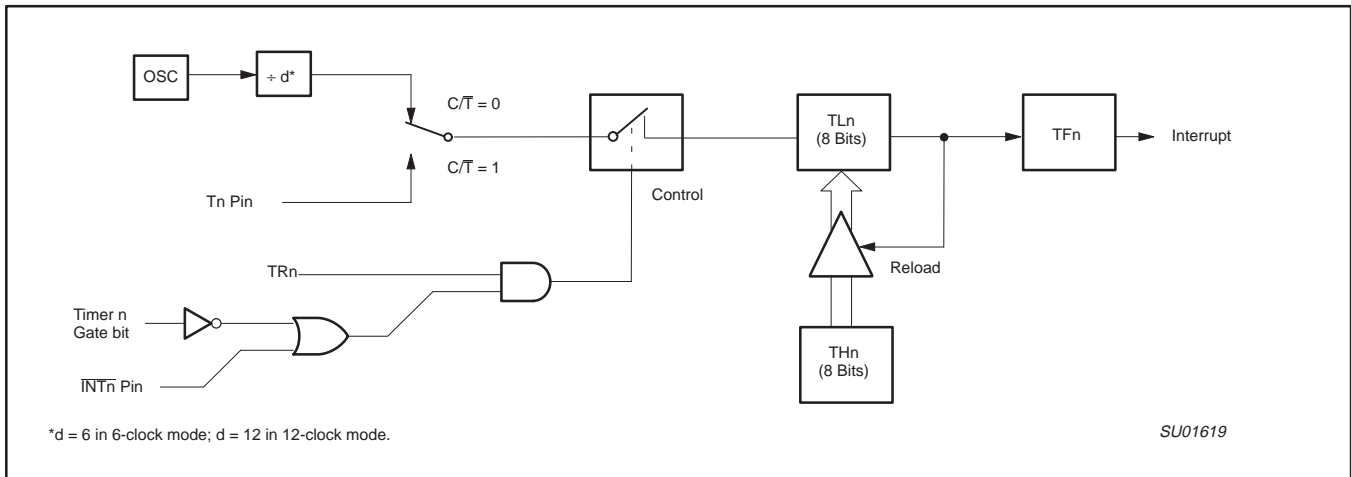 OSC
÷ d*
C/T̅ = 0
C/T̅ = 1
Tn Pin
Control
TLn
(8 Bits)
TFn
Interrupt
Reload
TRn
Timer n
Gate bit
I̅N̅T̅n̅ Pin
THn
(8 Bits)
*d = 6 in 6-clock mode; d = 12 in 12-clock mode.
SU01619